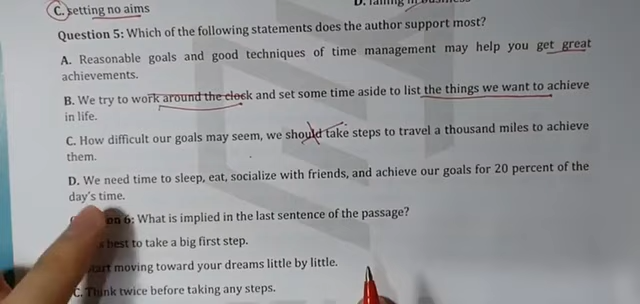 D. failing in business
C. setting no aims
Question 5: Which of the following statements does the author support most?
A. Reasonable goals and good techniques of time management may help you get great
achievements.
B. We try to work around the clock and set some time aside to list the things we want to achieve
in life.
C. How difficult our goals may seem, we should take steps to travel a thousand miles to achieve
them.
D. We need time to sleep, eat, socialize with friends, and achieve our goals for 20 percent of the
day's time.
on 6: What is implied in the last sentence of the passage?
best to take a big first step.
moving toward your dreams little by little.
C. Think twice before taking any steps.